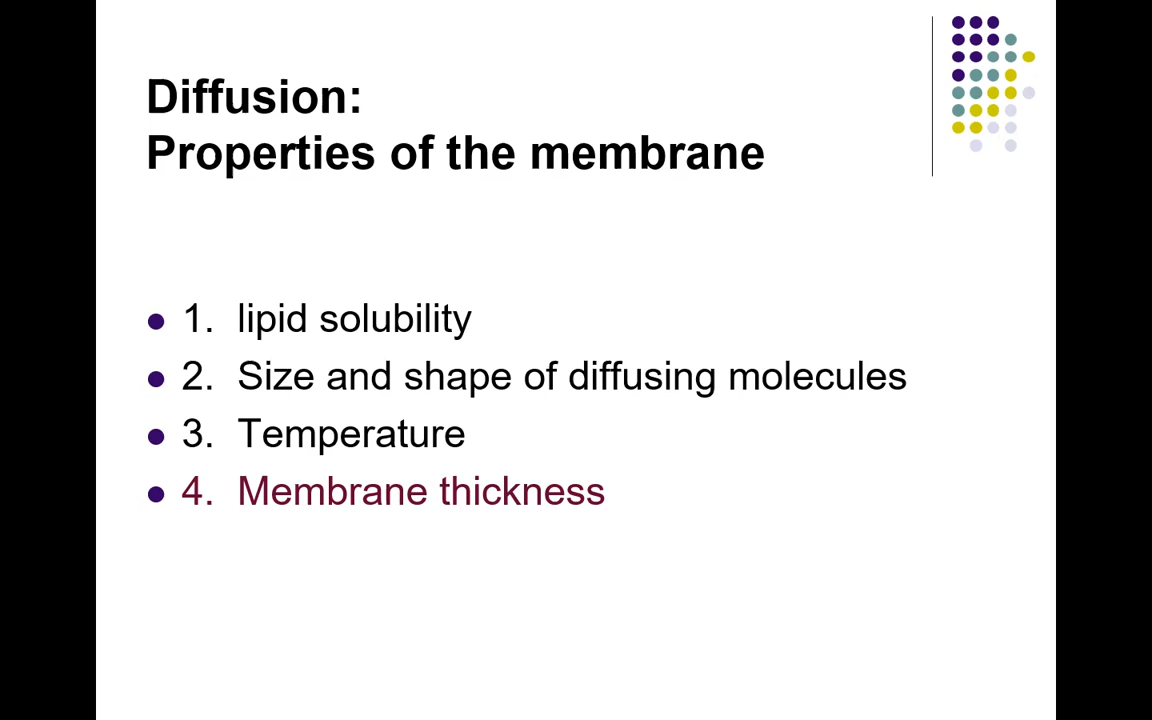 Diffusion:
Properties of the membrane
1. lipid solubility
2. Size and shape of diffusing molecules
3. Temperature
4. Membrane thickness